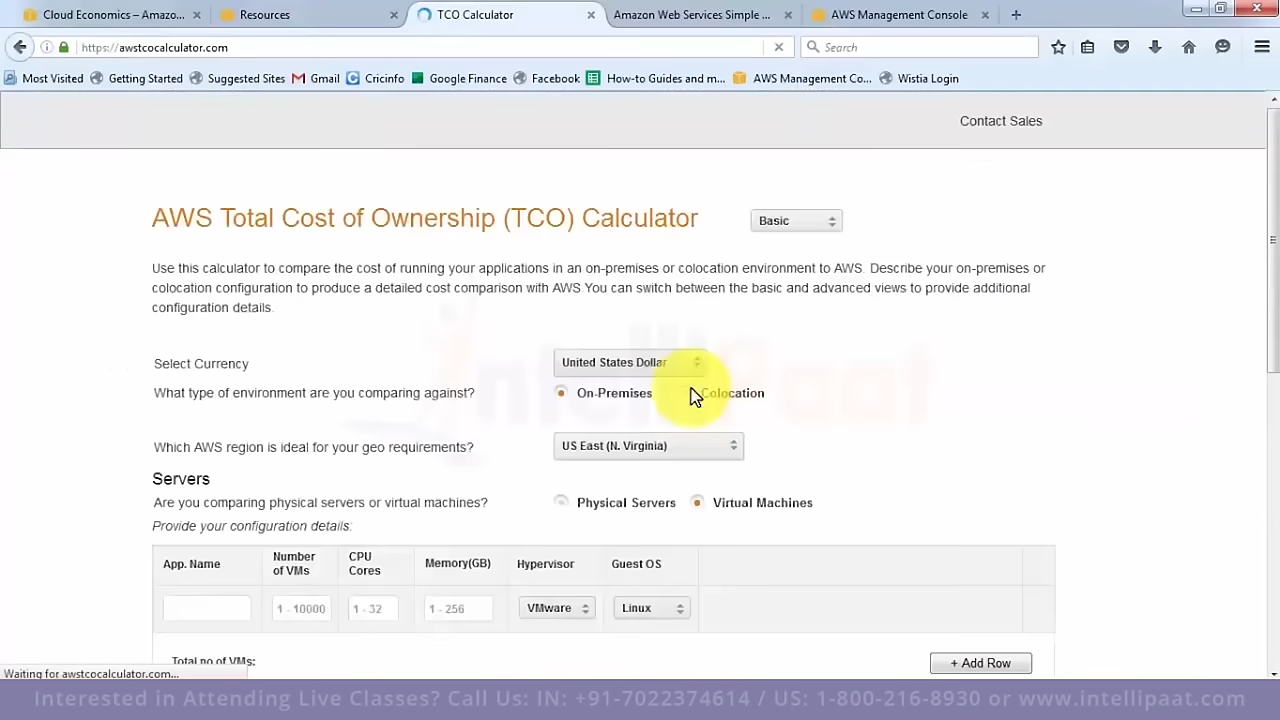 Cloud Economics – Amazo...
Resources
TCO Calculator
Amazon Web Services Simple ...
AWS Management Console
https://awstcocalculator.com
Search
Most Visited
Getting Started
Suggested Sites
Gmail
Cricinfo
Google Finance
Facebook
How-to Guides and m...
AWS Management Co...
Wistia Login
Contact Sales
AWS Total Cost of Ownership (TCO) Calculator
Basic
Use this calculator to compare the cost of running your applications in an on-premises or colocation environment to AWS. Describe your on-premises or
colocation configuration to produce a detailed cost comparison with AWS.You can switch between the basic and advanced views to provide additional
configuration details.
Select Currency
United States Dollar
What type of environment are you comparing against?
On-Premises
Colocation
Which AWS region is ideal for your geo requirements?
US East (N. Virginia)
Servers
Are you comparing physical servers or virtual machines?
Physical Servers
Virtual Machines
Provide your configuration details:
App. Name
Number
of VMs
CPU
Cores
Memory(GB)
Hypervisor
Guest OS
1 - 10000
1 - 32
1 - 256
VMware
Linux
Total no of VMs:
+ Add Row
Waiting for awstcocalculator.com...
intellipaat
Interested in Attending Live Classes? Call Us: IN: +91-7022374614 / US: 1-800-216-8930 or www.intellipaat.com